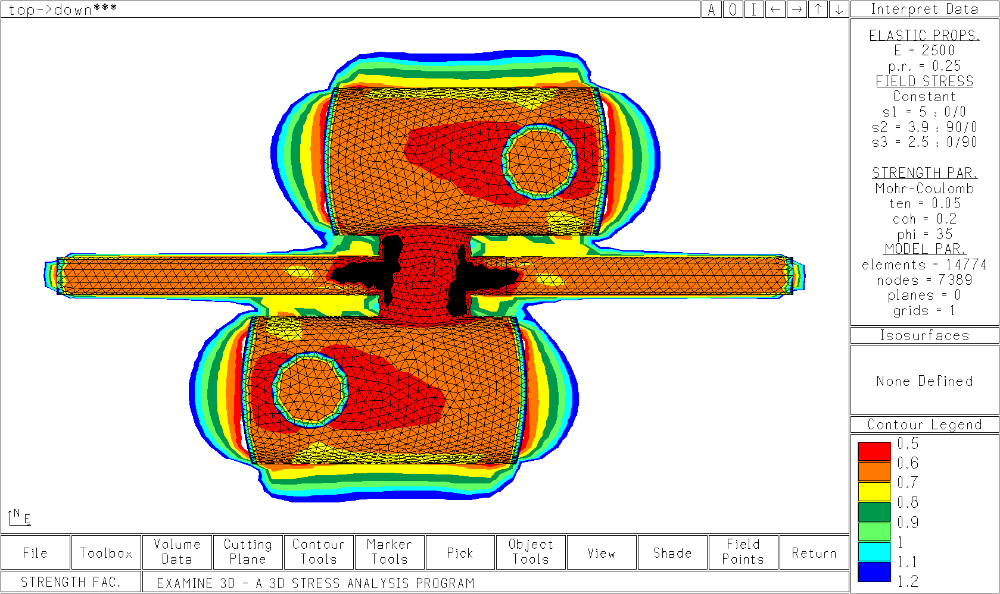 top->down***
A O I ← → ↑ ↓
Interpret Data
ELASTIC PROPS.
E = 2500
p.r. = 0.25
FIELD STRESS
Constant
s1 = 5 : 0/0
s2 = 3.9 : 90/0
s3 = 2.5 : 0/90
STRENGTH PAR.
Mohr-Coulomb
ten = 0.05
coh = 0.2
phi = 35
MODEL PAR.
elements = 14774
nodes = 7389
planes = 0
grids = 1
Isosurfaces
None Defined
Contour Legend
0.5
0.6
0.7
0.8
0.9
1
1.1
1.2
N
E
File
Toolbox
Volume
Data
Cutting
Plane
Contour
Tools
Marker
Tools
Pick
Object
Tools
View
Shade
Field
Points
Return
STRENGTH FAC.
EXAMINE 3D - A 3D STRESS ANALYSIS PROGRAM